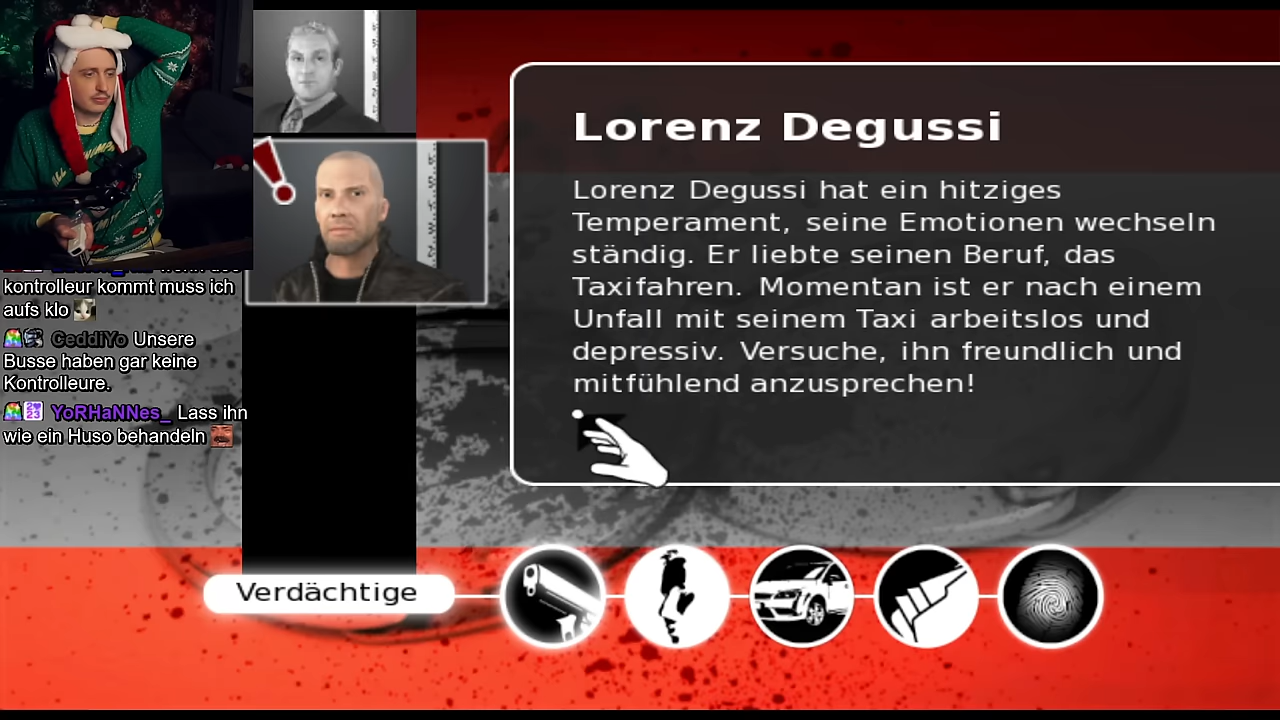 Lorenz Degussi
Lorenz Degussi hat ein hitziges
Temperament, seine Emotionen wechseln
ständig. Er liebte seinen Beruf, das
Taxifahren. Momentan ist er nach einem
Unfall mit seinem Taxi arbeitslos und
depressiv. Versuche, ihn freundlich und
mitfühlend anzusprechen!
kontrolleur kommt muss ich
aufs klo
CeddiYo Unsere
Busse haben gar keine
Kontrolleure.
YoRHaNNes_ Lass ihn
wie ein Huso behandeln
Verdächtige